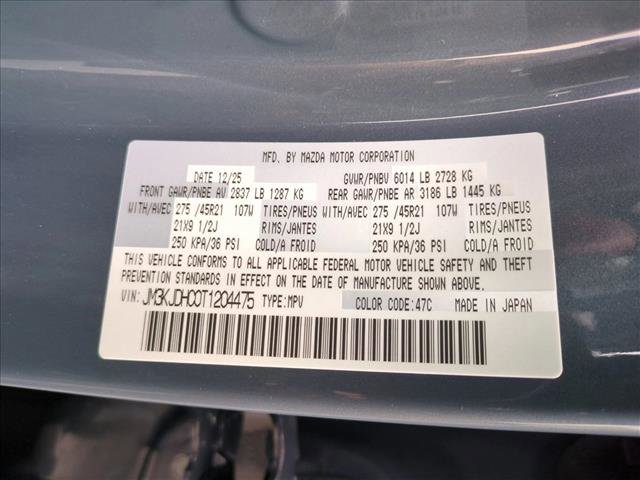 MFD. BY MAZDA MOTOR CORPORATION
DATE 12/25 GVWR/PNBV 6014 LB 2728 KG
FRONT GAWR/PNBE AV 2837 LB 1287 KG REAR GAWR/PNBE AR 3186 LB 1445 KG
WITH/AVEC 275 /45R21 107W TIRES/PNEUS WITH/AVEC 275 /45R21 107W TIRES/PNEUS
21X9 1/2J RIMS/JANTES 21X9 1/2J RIMS/JANTES
250 KPA/36 PSI COLD/A FROID 250 KPA/36 PSI COLD/A FROID
THIS VEHICLE CONFORMS TO ALL APPLICABLE FEDERAL MOTOR VEHICLE SAFETY AND THEFT
PREVENTION STANDARDS IN EFFECT ON THE DATE OF MANUFACTURE SHOWN ABOVE.
VIN: JM3KJDHC0T1204475 TYPE:MPV COLOR CODE:47C MADE IN JAPAN